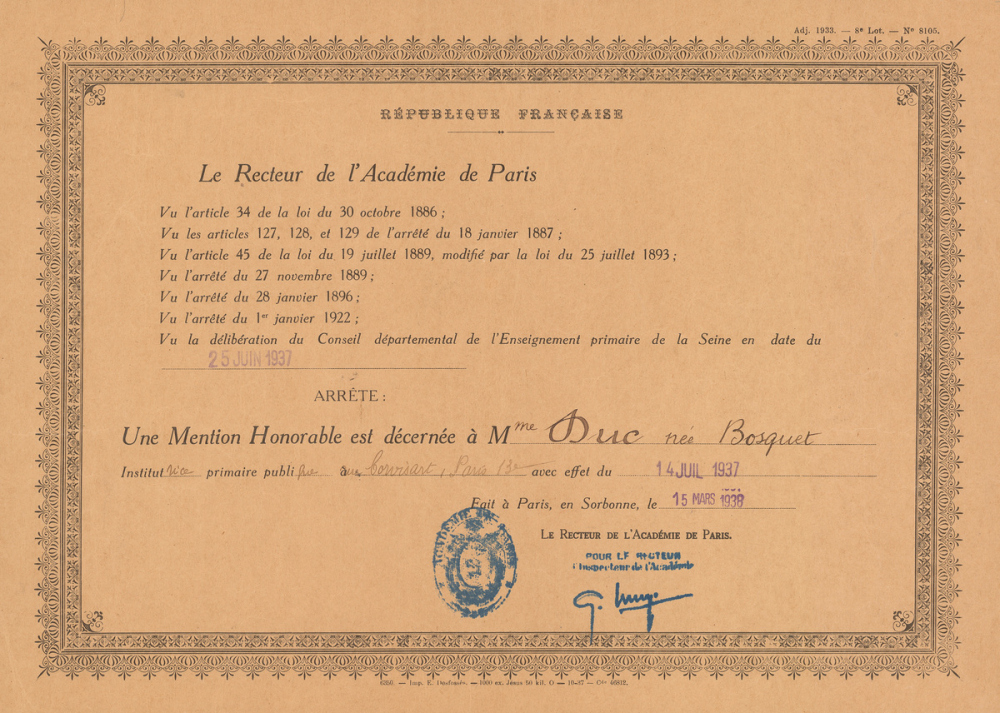 Adj. 1933. — 8e Lot. — No 8105.
RÉPUBLIQUE FRANÇAISE
Le Recteur de l'Académie de Paris
Vu l'article 34 de la loi du 30 octobre 1886 ;
Vu les articles 127, 128, et 129 de l'arrêté du 18 janvier 1887 ;
Vu l'article 45 de la loi du 19 juillet 1889, modifié par la loi du 25 juillet 1893 ;
Vu l'arrêté du 27 novembre 1889 ;
Vu l'arrêté du 28 janvier 1896 ;
Vu l'arrêté du 1er janvier 1922 ;
Vu la délibération du Conseil départemental de l'Enseignement primaire de la Seine en date du
25 JUIN 1937
ARRÊTE :
Une Mention Honorable est décernée à Mme Duc née Bosquet
Institutrice primaire publique rue Corvisart, Paris 13e avec effet du 14 JUIL 1937
Fait à Paris, en Sorbonne, le 15 MARS 1938
LE RECTEUR DE L'ACADÉMIE DE PARIS.
POUR LE RECTEUR
l'Inspecteur de l'Académie
ACADÉMIE DE PARIS